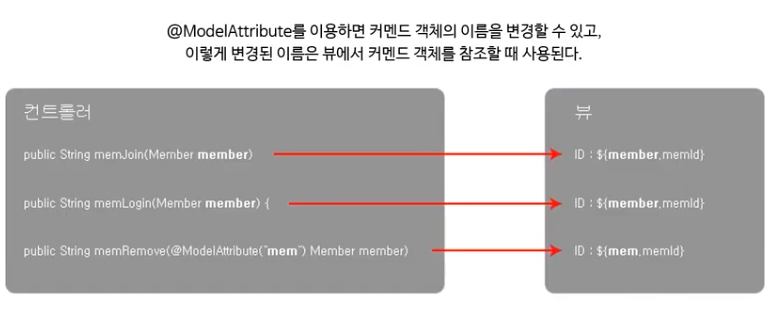 @ModelAttribute를 이용하면 커멘드 객체의 이름을 변경할 수 있고,
이렇게 변경된 이름은 뷰에서 커멘드 객체를 참조할 때 사용된다.
컨트롤러
public String memJoin(Member member)
public String memLogin(Member member) {
public String memRemove(@ModelAttribute("mem") Member member)
뷰
ID : ${member.memId}
ID : ${member.memId}
ID : ${mem.memId}